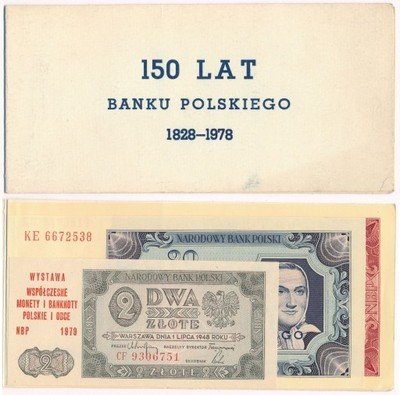 150 LAT
BANKU POLSKIEGO
1828-1978
KE 6672538
NARODOWY BANK POLSKI
WYSTAWA
WSPÓŁCZESNE
MONETY I BANKNOTY
POLSKIE I OBCE
NBP 1979
NARODOWY BANK POLSKI
2 DWA
ZŁOTE
WARSZAWA DNIA 1 LIPCA 1948 ROKU
CF 9306751
2 ZŁOTE
NBP